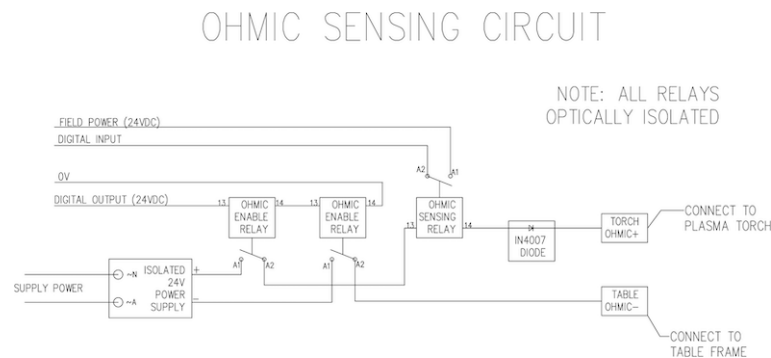 OHMIC SENSING CIRCUIT
NOTE: ALL RELAYS
OPTICALLY ISOLATED
FIELD POWER (24VDC)
DIGITAL INPUT
A2
A1
0V
DIGITAL OUTPUT (24VDC)
13
OHMIC
ENABLE
RELAY
14
13
OHMIC
ENABLE
RELAY
14
13
OHMIC
SENSING
RELAY
14
IN4007
DIODE
TORCH
OHMIC+
CONNECT TO
PLASMA TORCH
SUPPLY POWER
~N
~A
ISOLATED
24V
POWER
SUPPLY
+
-
A1
A2
A1
A2
TABLE
OHMIC-
CONNECT TO
TABLE FRAME